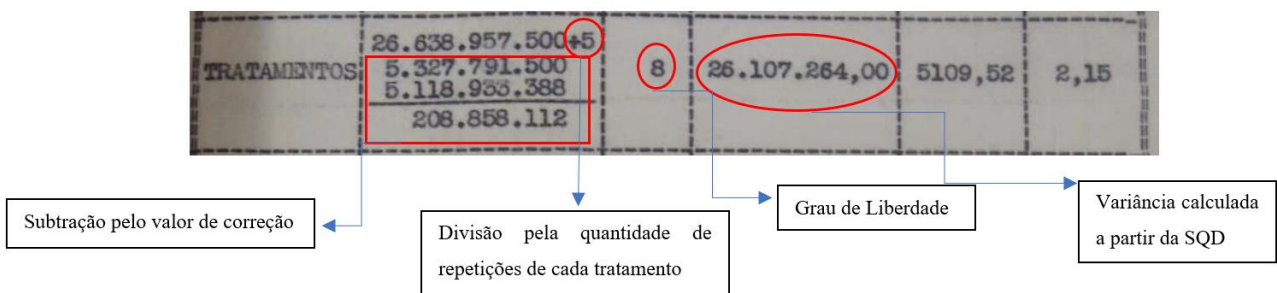 26.638.957.500÷5
TRATAMENTOS 5.327.791.500 8 26.107.264,00 5109,52 2,15
5.118.933.388
208.858.112
Subtração pelo valor de correção
Divisão pela quantidade de
repetições de cada tratamento
Grau de Liberdade
Variância calculada
a partir da SQD